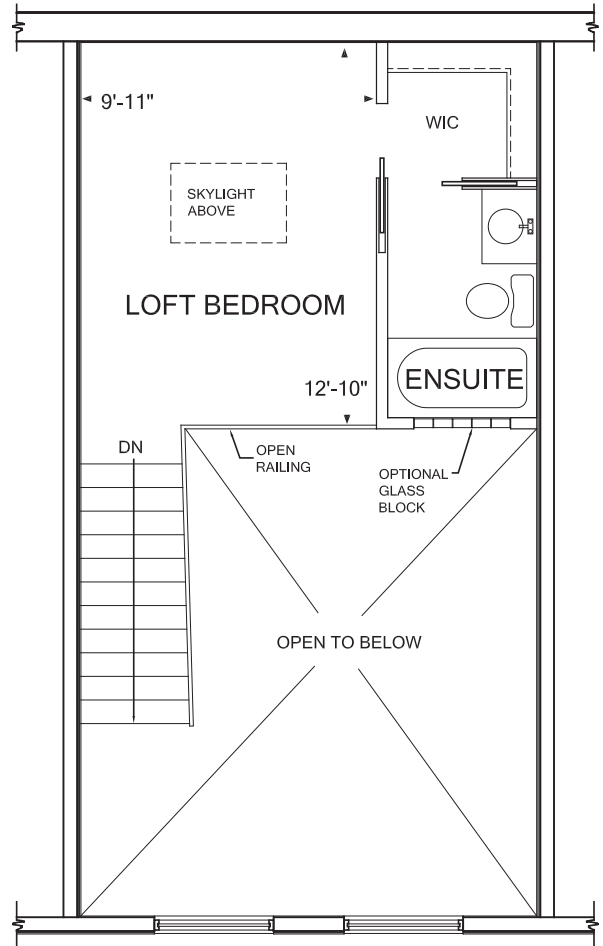 9'-11"
WIC
SKYLIGHT
ABOVE
LOFT BEDROOM
12'-10"
ENSUITE
DN
OPEN
RAILING
OPTIONAL
GLASS
BLOCK
OPEN TO BELOW